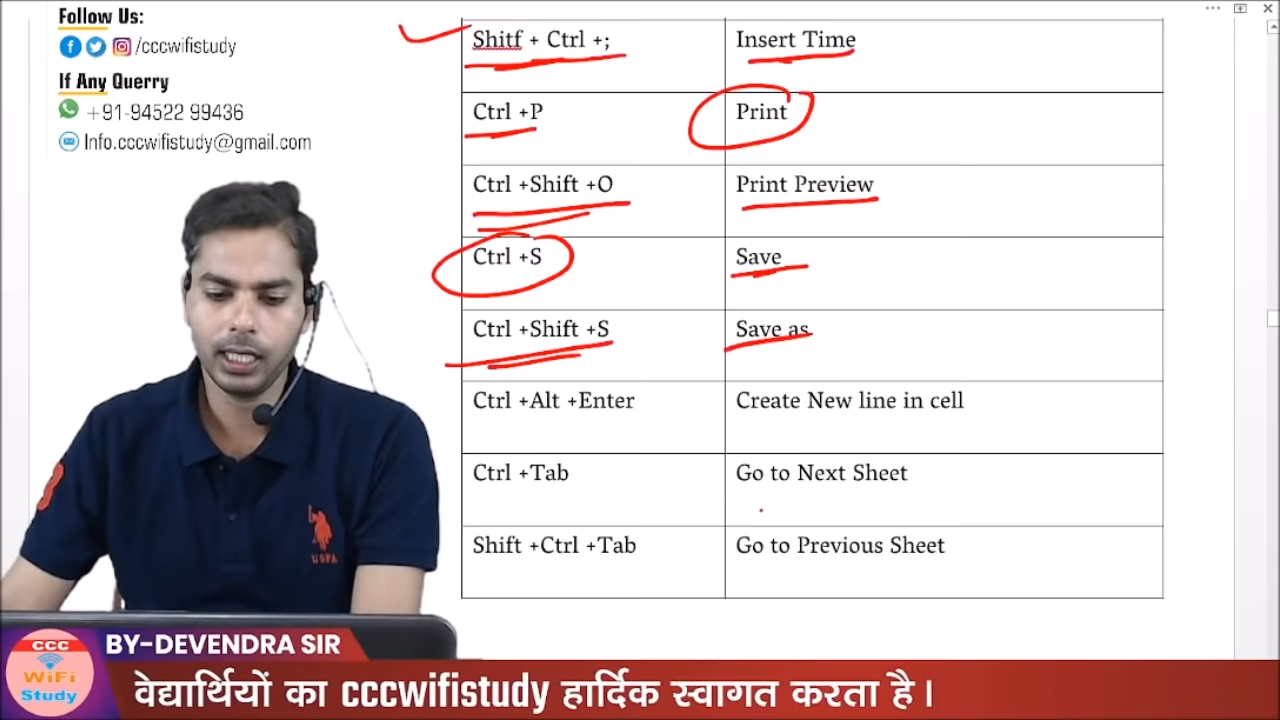 Follow Us:
/cccwifistudy
If Any Querry
+91-94522 99436
Info.cccwifistudy@gmail.com
Shitf + Ctrl +; Insert Time
Ctrl +P Print
Ctrl +Shift +O Print Preview
Ctrl +S Save
Ctrl +Shift +S Save as
Ctrl +Alt +Enter Create New line in cell
Ctrl +Tab Go to Next Sheet
Shift +Ctrl +Tab Go to Previous Sheet
3
USPA
CCC
WiFi
Study
BY-DEVENDRA SIR
वेद्यार्थियों का cccwifistudy हार्दिक स्वागत करता है।